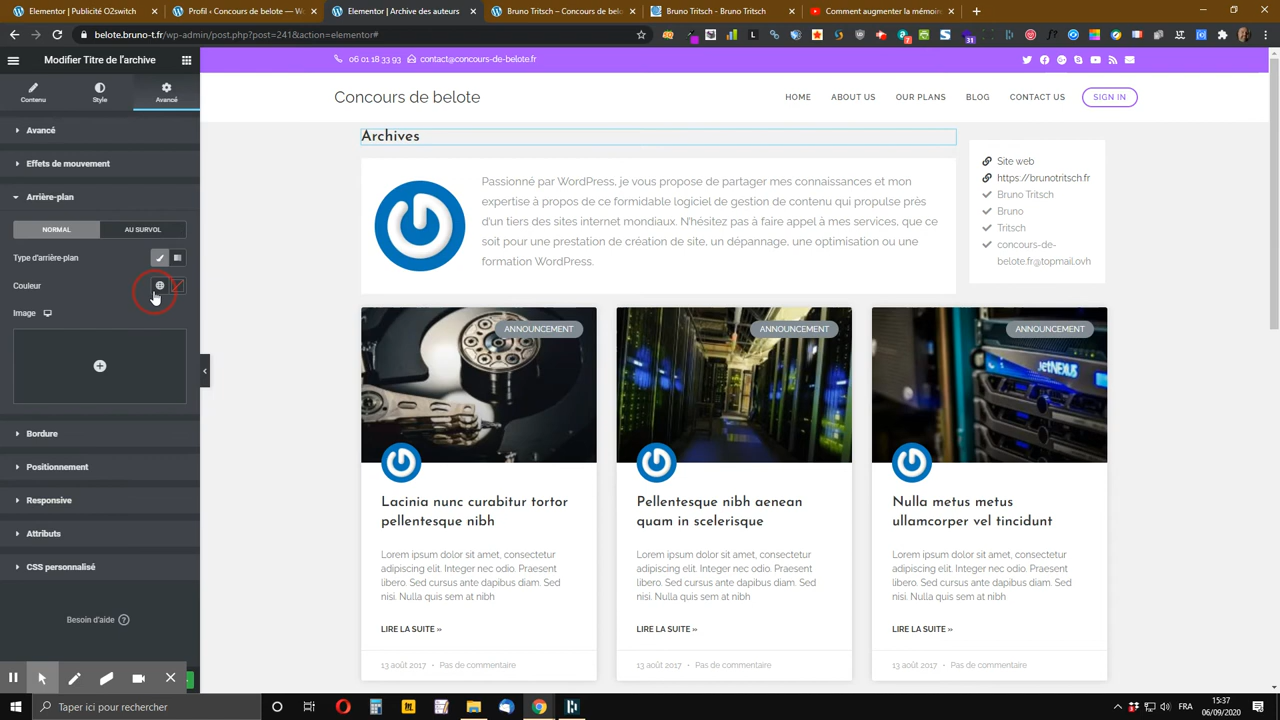 Personnalisez O2switch
Console de sécurité
Profil ‹ Concours de belote — W
Concours de belote
Elementor
Bruno Tritsch
belote.bruno-t.fr/wp-admin/post.php?post=241&action=elementor#
Modifier Titre de l'archive
Contenu
Style
Avancé
Avancé
Effets de mouvement
Arrière-plan
NORMAL
AU SURVOL
Type d'arrière-plan
Couleur
Image
Bordure
Positionnement
Responsive
Attributs
CSS personnalisé
Besoin d'aide
06 01 18 33 93 contact@concours-de-belote.fr
Concours de belote
HOME ABOUT US OUR PLANS BLOG CONTACT US SIGN IN
Archives
Passionné par WordPress, je vous propose de partager mes connaissances et mon
expertise à propos de ce formidable logiciel de gestion de contenu qui propulse près
d'un tiers des sites internet mondiaux. N'hésitez pas à faire appel à mes services, que ce
soit pour une prestation de création de site, un dépannage, une optimisation ou une
formation WordPress.
Site web
https://brunotritsch.fr
Bruno Tritsch
Bruno
Tritsch
concours-de-
belote.fr@topmail.ovh
ANNOUNCEMENT
Lacinia nunc curabitur tortor
pellentesque nibh
Lorem ipsum dolor sit amet, consectetur
adipiscing elit. Integer nec odio. Praesent
libero. Sed cursus ante dapibus diam. Sed
nisi. Nulla quis sem at nibh
LIRE LA SUITE »
13 août 2017 • Pas de commentaire
ANNOUNCEMENT
Pellentesque nibh aenean
quam in scelerisque
Lorem ipsum dolor sit amet, consectetur
adipiscing elit. Integer nec odio. Praesent
libero. Sed cursus ante dapibus diam. Sed
nisi. Nulla quis sem at nibh
LIRE LA SUITE »
13 août 2017 • Pas de commentaire
ANNOUNCEMENT
JetNEXUS
Nulla metus metus
ullamcorper vel tincidunt
Lorem ipsum dolor sit amet, consectetur
adipiscing elit. Integer nec odio. Praesent
libero. Sed cursus ante dapibus diam. Sed
nisi. Nulla quis sem at nibh
LIRE LA SUITE »
13 août 2017 • Pas de commentaire
Taper ici pour rechercher
FRA
15:37
06/09/2020